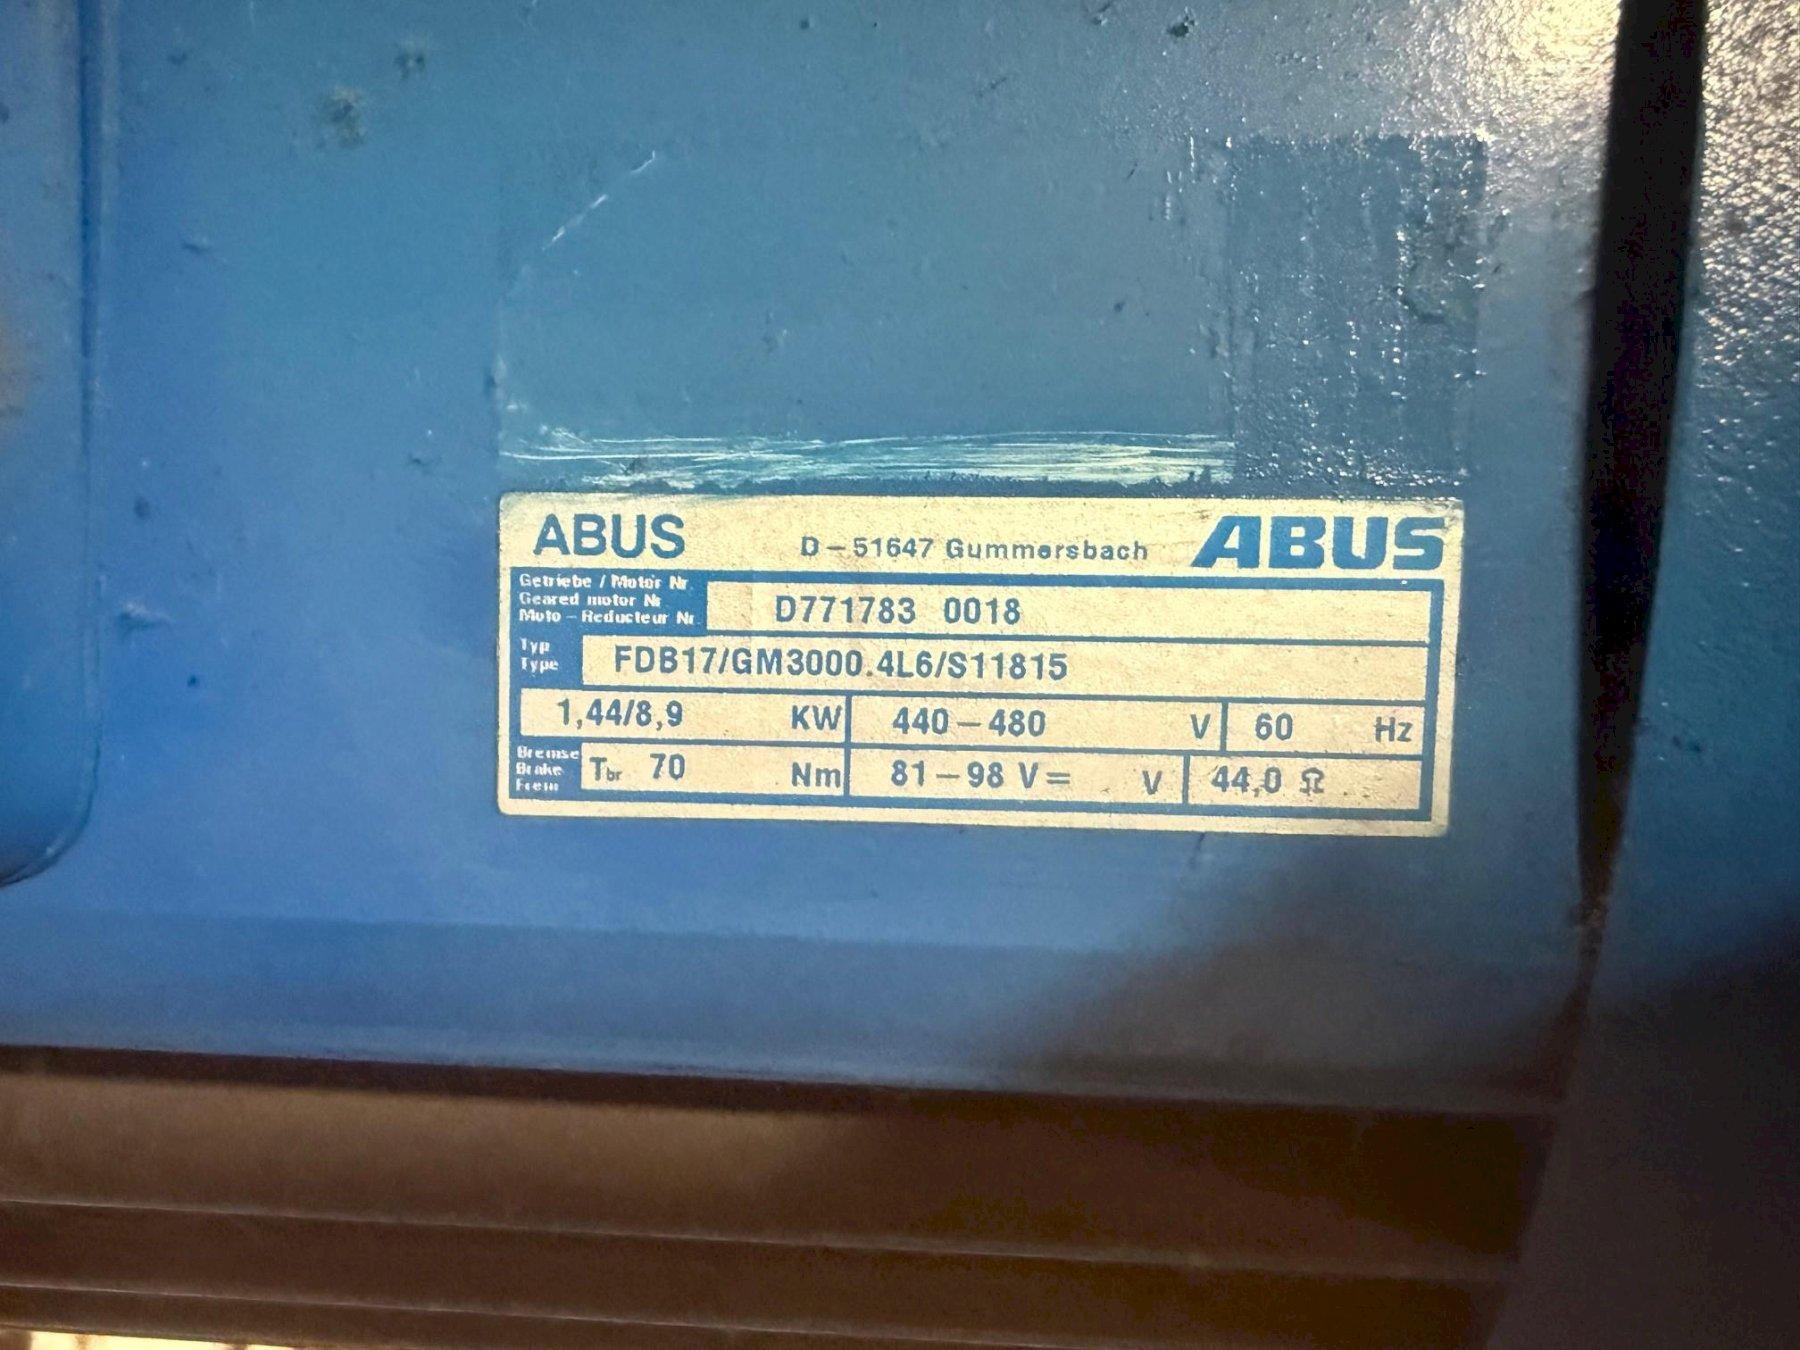 ABUS D-51647 Gummersbach ABUS
Getriebe / Motor Nr
Geared motor Nr
Moto - Reducteur Nr
D771783 0018
Typ
Type
FDB17/GM3000.4L6/S11815
1,44/8,9 KW 440-480 V 60 Hz
Bremse
Brake
Frein
Tbr 70 Nm 81-98 V= V 44,0 Ω